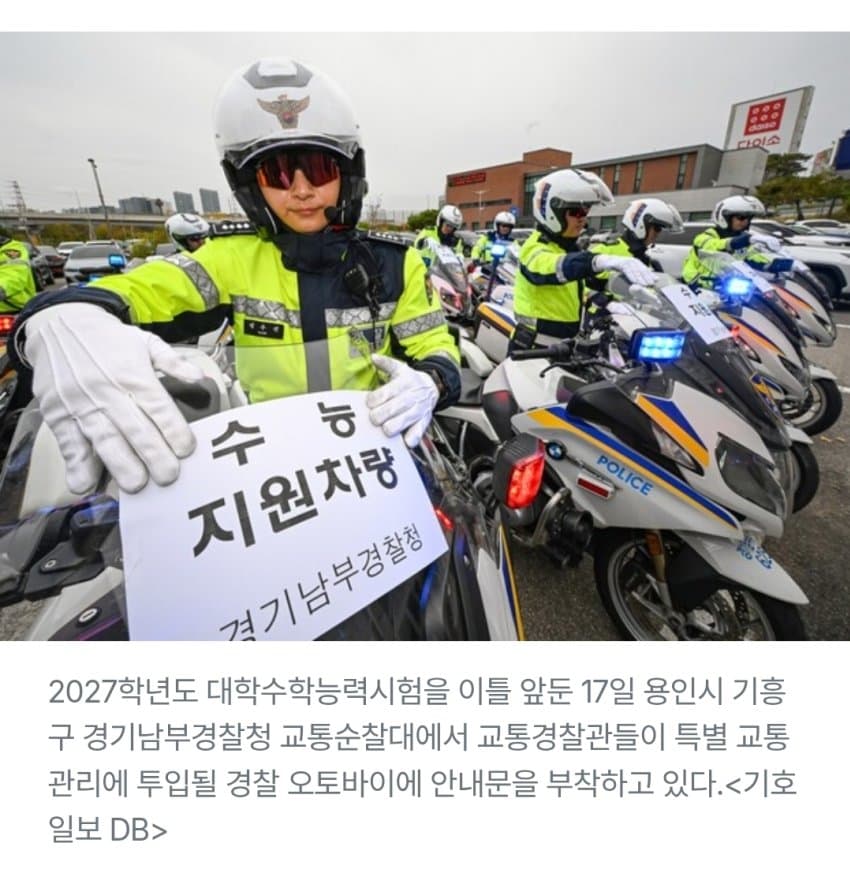 daiso
다이소
수능
지원차량
경기남부경찰청
POLICE
2027학년도 대학수학능력시험을 이틀 앞둔 17일 용인시 기흥
구 경기남부경찰청 교통순찰대에서 교통경찰관들이 특별 교통
관리에 투입될 경찰 오토바이에 안내문을 부착하고 있다.<기호
일보 DB>